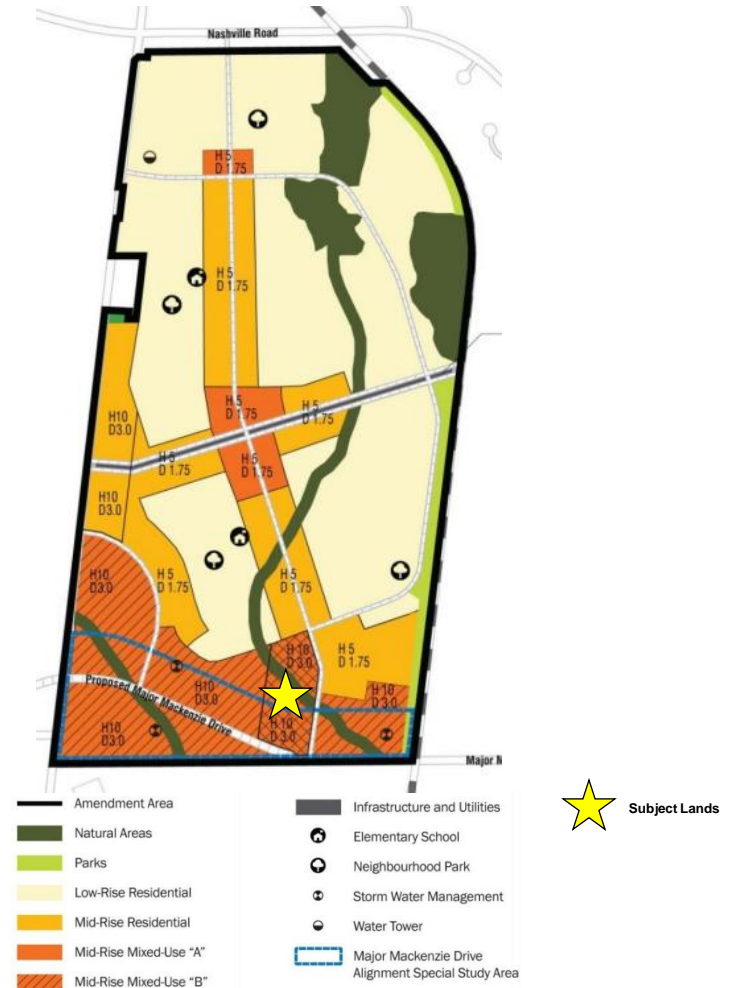 Nashville Road
H 5
D 1.75
H 5
D 1.75
H 5
D 1.75
H 5
D 1.75
H10
D3.0
H 5
D 1.75
H 5
D 1.75
H10
D3.0
H10
D3.0
H 5
D 1.75
H 5
D 1.75
H 10
D 3.0
H 5
D 1.75
H10
D3.0
H 10
D 3.0
Proposed Major Mackenzie Drive
H10
D3.0
H 10
D 3.0
Major M
Amendment Area
Natural Areas
Parks
Low-Rise Residential
Mid-Rise Residential
Mid-Rise Mixed-Use “A”
Mid-Rise Mixed-Use “B”
Infrastructure and Utilities
Elementary School
Neighbourhood Park
Storm Water Management
Water Tower
Major Mackenzie Drive
Alignment Special Study Area
Subject Lands